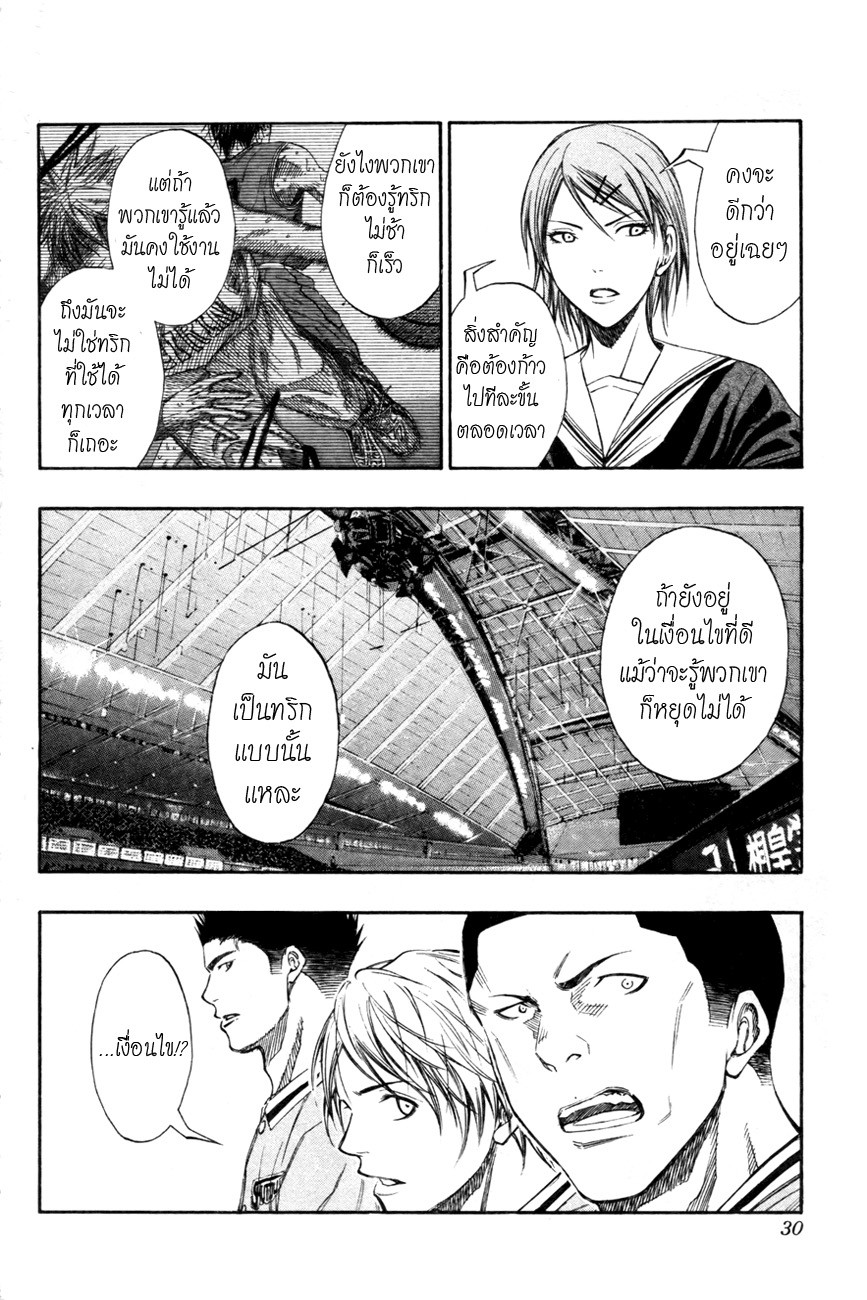 คงจะ
ดีกว่า
อยู่เฉยๆ
สิ่งสำคัญ
คือต้องก้าว
ไปทีละขั้น
ตลอดเวลา
ยังไงพวกเขา
ก็ต้องรู้ทริก
ไม่ช้า
ก็เร็ว
แต่ถ้า
พวกเขารู้แล้ว
มันคงใช้งาน
ไม่ได้
ถึงมันจะ
ไม่ใช่ทริก
ที่ใช้ได้
ทุกเวลา
ก็เถอะ
ถ้ายังอยู่
ในเงื่อนไขที่ดี
แม้ว่าจะรู้พวกเขา
ก็หยุดไม่ได้
มัน
เป็นทริก
แบบนั้น
แหละ
相皇
...เงื่อนไข!?
30